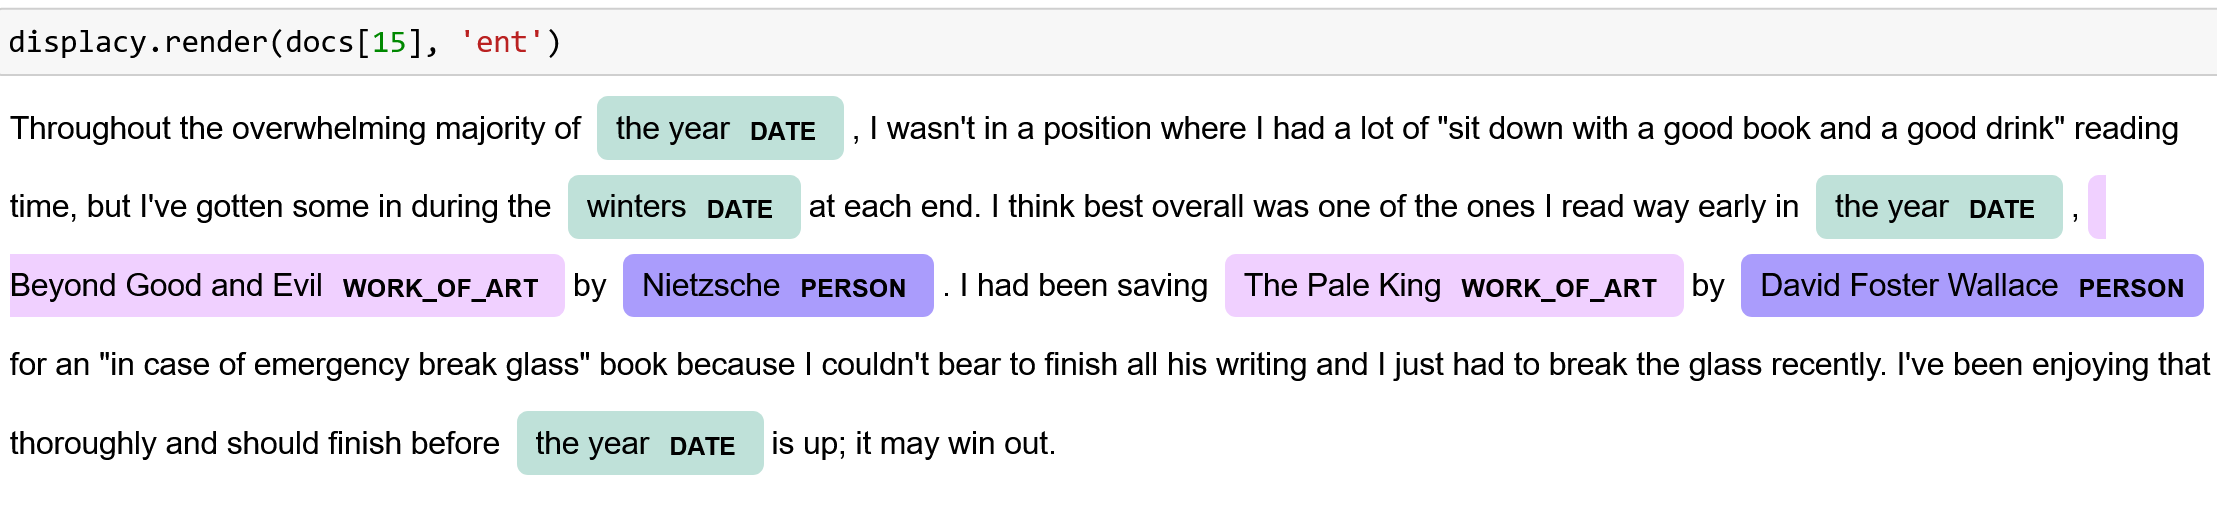 displacy.render(docs[15], 'ent')
Throughout the overwhelming majority of the year DATE , I wasn't in a position where I had a lot of "sit down with a good book and a good drink" reading
time, but I've gotten some in during the winters DATE at each end. I think best overall was one of the ones I read way early in the year DATE ,
Beyond Good and Evil WORK_OF_ART by Nietzsche PERSON . I had been saving The Pale King WORK_OF_ART by David Foster Wallace PERSON
for an "in case of emergency break glass" book because I couldn't bear to finish all his writing and I just had to break the glass recently. I've been enjoying that
thoroughly and should finish before the year DATE is up; it may win out.